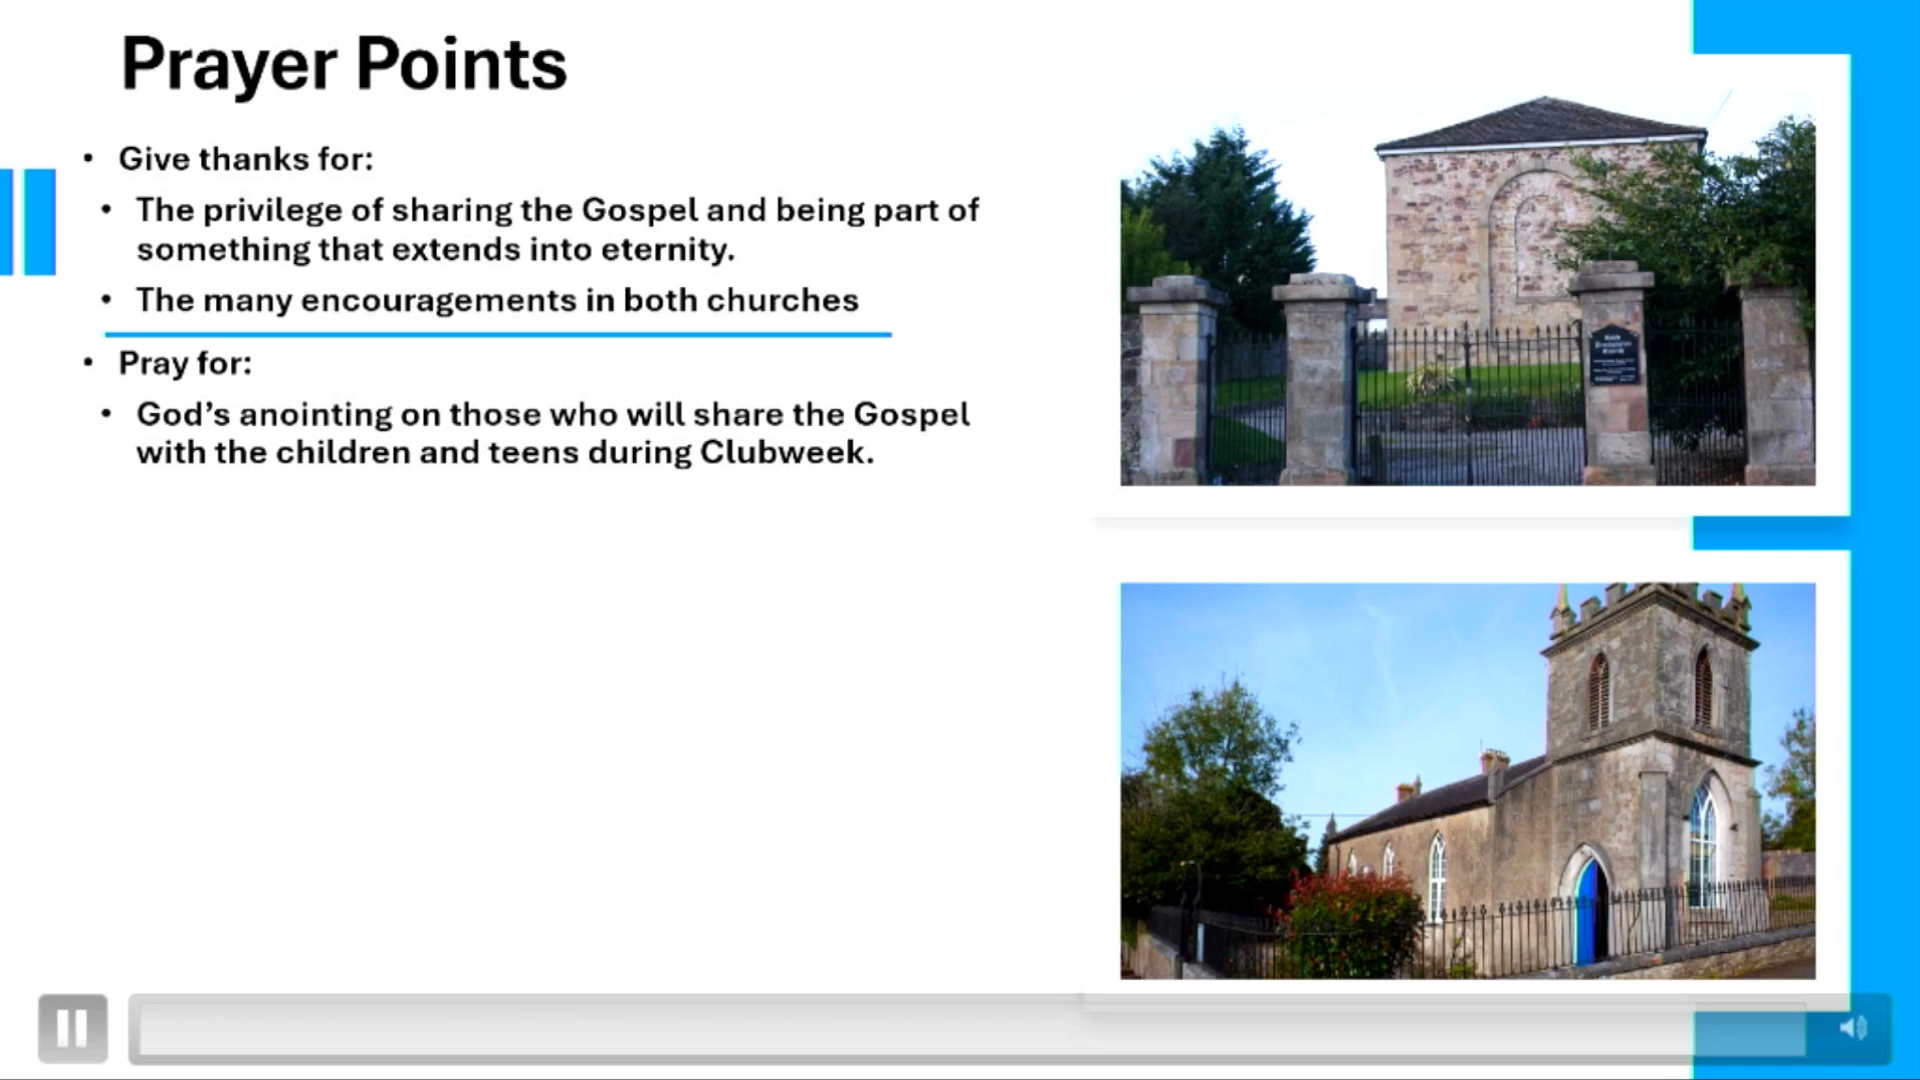 Prayer Points
• Give thanks for:
• The privilege of sharing the Gospel and being part of
something that extends into eternity.
• The many encouragements in both churches
• Pray for:
• God’s anointing on those who will share the Gospel
with the children and teens during Clubweek.
Presbyterian
Church